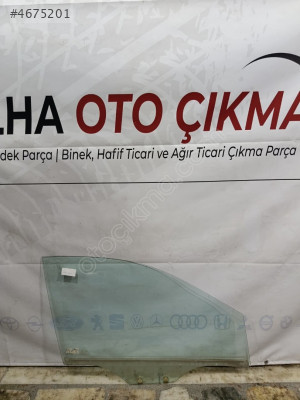 #4675201
LHA OTO ÇIKMA
dek Parça | Binek, Hafif Ticari ve Ağır Ticari Çıkma Parça